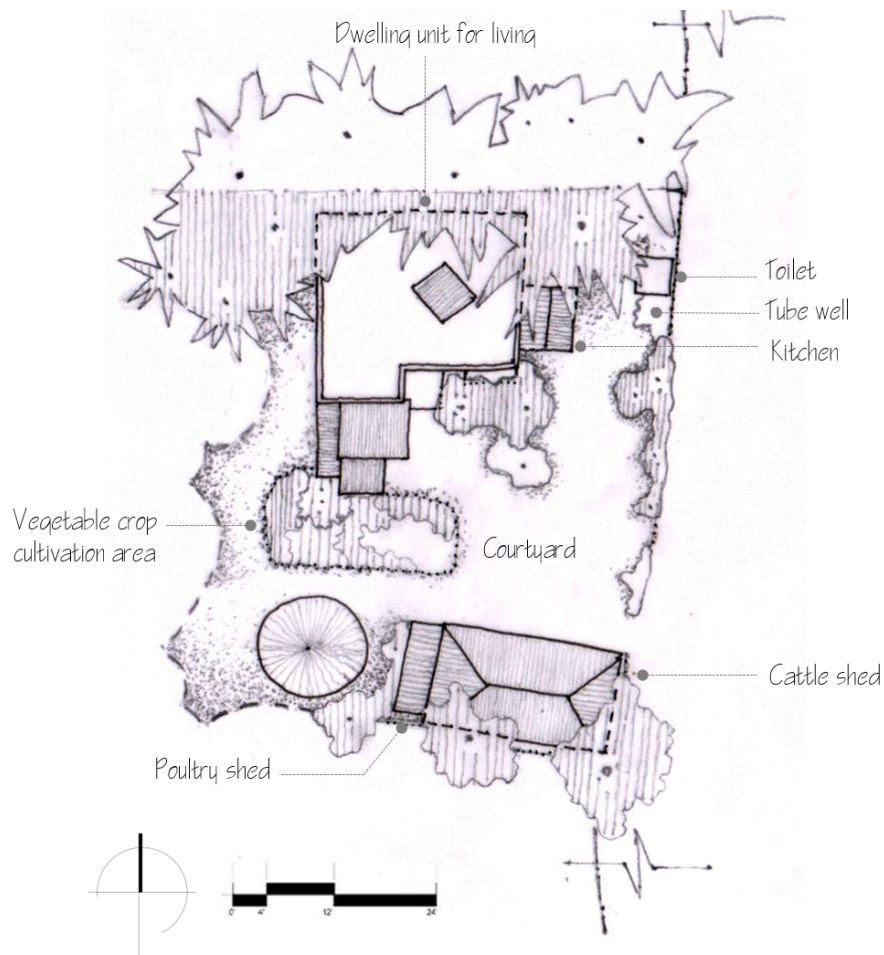 Dwelling unit for living
Toilet
Tube well
Kitchen
Vegetable crop
cultivation area
Courtyard
Cattle shed
Poultry shed
0' 4' 12' 24'